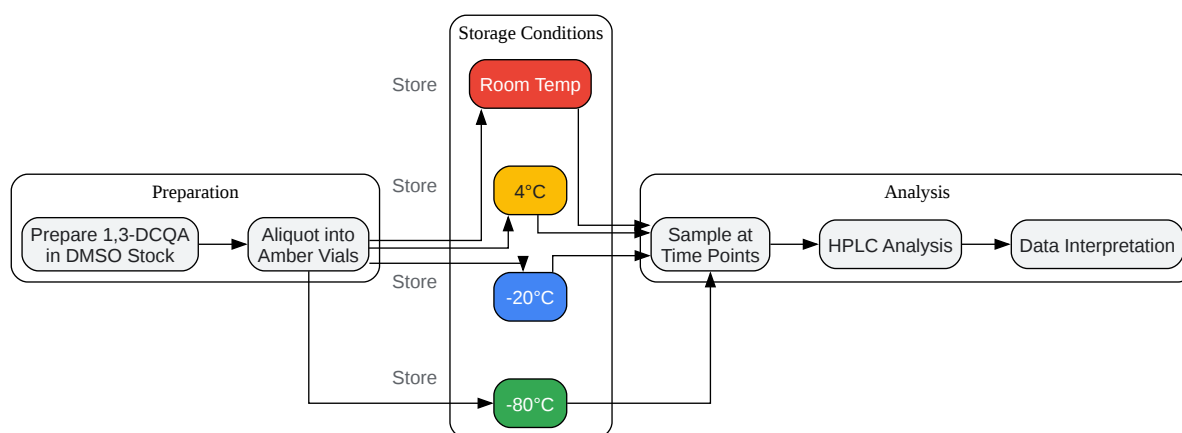 Storage Conditions
Store
Room Temp
Store
4°C
Preparation
Prepare 1,3-DCQA
in DMSO Stock
Aliquot into
Amber Vials
Store
-20°C
Store
-80°C
Analysis
Sample at
Time Points
HPLC Analysis
Data Interpretation